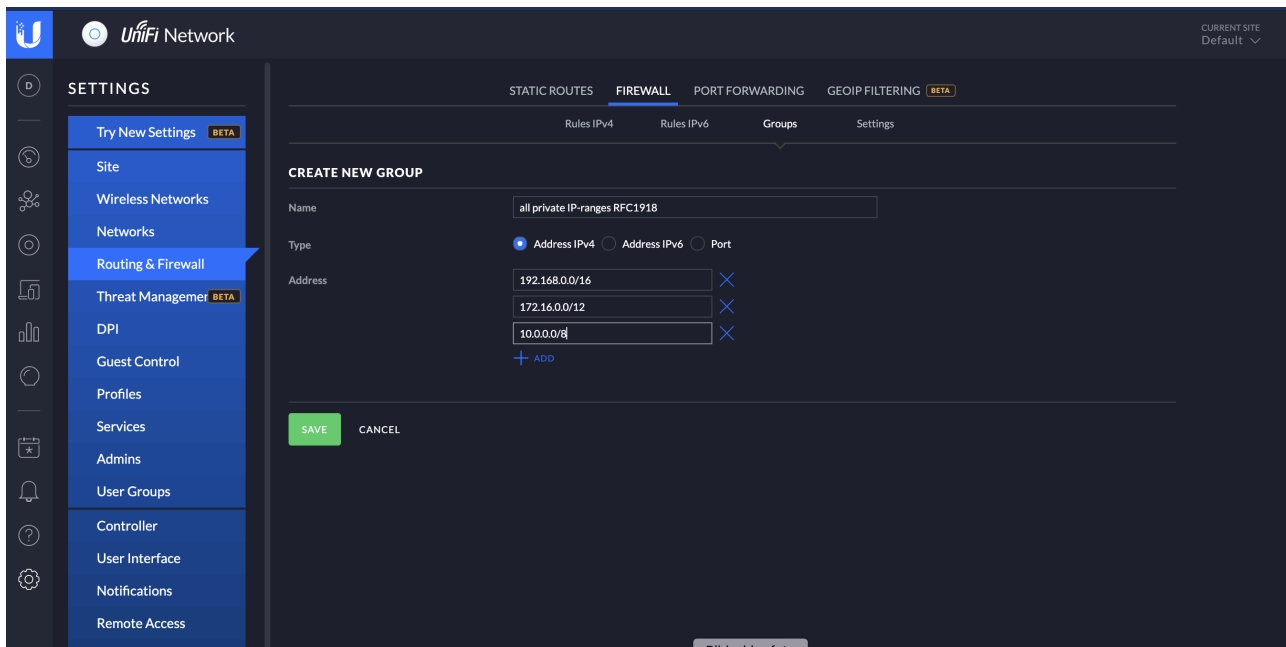 UniFi Network
CURRENT SITE
Default
D
SETTINGS
STATIC ROUTES FIREWALL PORT FORWARDING GEOIP FILTERING BETA
Rules IPv4 Rules IPv6 Groups Settings
Try New Settings BETA
Site
Wireless Networks
Networks
Routing & Firewall
Threat Managemer BETA
DPI
Guest Control
Profiles
Services
Admins
User Groups
Controller
User Interface
Notifications
Remote Access
CREATE NEW GROUP
Name all private IP-ranges RFC1918
Type Address IPv4 Address IPv6 Port
Address 192.168.0.0/16
172.16.0.0/12
10.0.0.0/8
ADD
SAVE CANCEL